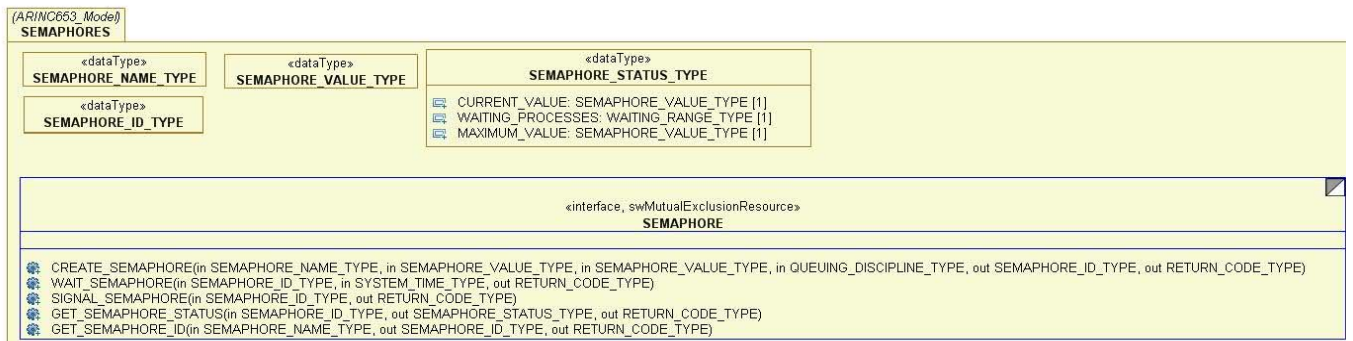 (ARINC653_Model)
SEMAPHORES
«dataType»
SEMAPHORE_NAME_TYPE
«dataType»
SEMAPHORE_VALUE_TYPE
«dataType»
SEMAPHORE_STATUS_TYPE
CURRENT_VALUE: SEMAPHORE_VALUE_TYPE [1]
WAITING_PROCESSES: WAITING_RANGE_TYPE [1]
MAXIMUM_VALUE: SEMAPHORE_VALUE_TYPE [1]
«dataType»
SEMAPHORE_ID_TYPE
«interface, swMutualExclusionResource»
SEMAPHORE
CREATE_SEMAPHORE(in SEMAPHORE_NAME_TYPE, in SEMAPHORE_VALUE_TYPE, in SEMAPHORE_VALUE_TYPE, in QUEUING_DISCIPLINE_TYPE, out SEMAPHORE_ID_TYPE, out RETURN_CODE_TYPE)
WAIT_SEMAPHORE(in SEMAPHORE_ID_TYPE, in SYSTEM_TIME_TYPE, out RETURN_CODE_TYPE)
SIGNAL_SEMAPHORE(in SEMAPHORE_ID_TYPE, out RETURN_CODE_TYPE)
GET_SEMAPHORE_STATUS(in SEMAPHORE_ID_TYPE, out SEMAPHORE_STATUS_TYPE, out RETURN_CODE_TYPE)
GET_SEMAPHORE_ID(in SEMAPHORE_NAME_TYPE, out SEMAPHORE_ID_TYPE, out RETURN_CODE_TYPE)